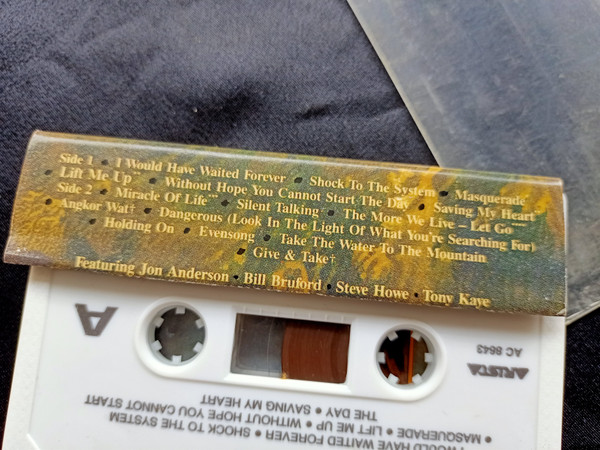 Side 1 • I Would Have Waited Forever • Shock To The System • Masquerade
• Lift Me Up** • Without Hope You Cannot Start The Day • Saving My Heart*
Side 2 • Miracle Of Life*** • Silent Talking* • The More We Live – Let Go
• Angkor Wat† • Dangerous (Look In The Light Of What You're Searching For)
• Holding On • Evensong • Take The Water To The Mountain
• Give & Take†
Featuring Jon Anderson • Bill Bruford • Steve Howe • Tony Kaye
A
ARISTA
AC 8643
I WOULD HAVE WAITED FOREVER • SHOCK TO THE SYSTEM
• MASQUERADE • LIFT ME UP • WITHOUT HOPE YOU CANNOT START
THE DAY • SAVING MY HEART